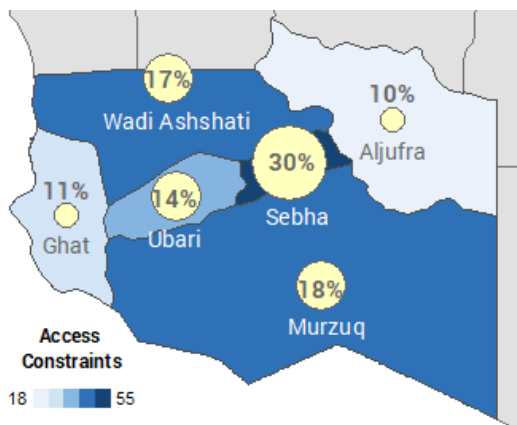 17%
Wadi Ashshati
10%
Aljufra
30%
Sebha
11%
Ghat
14%
Ubari
18%
Murzuq
Access
Constraints
18 55